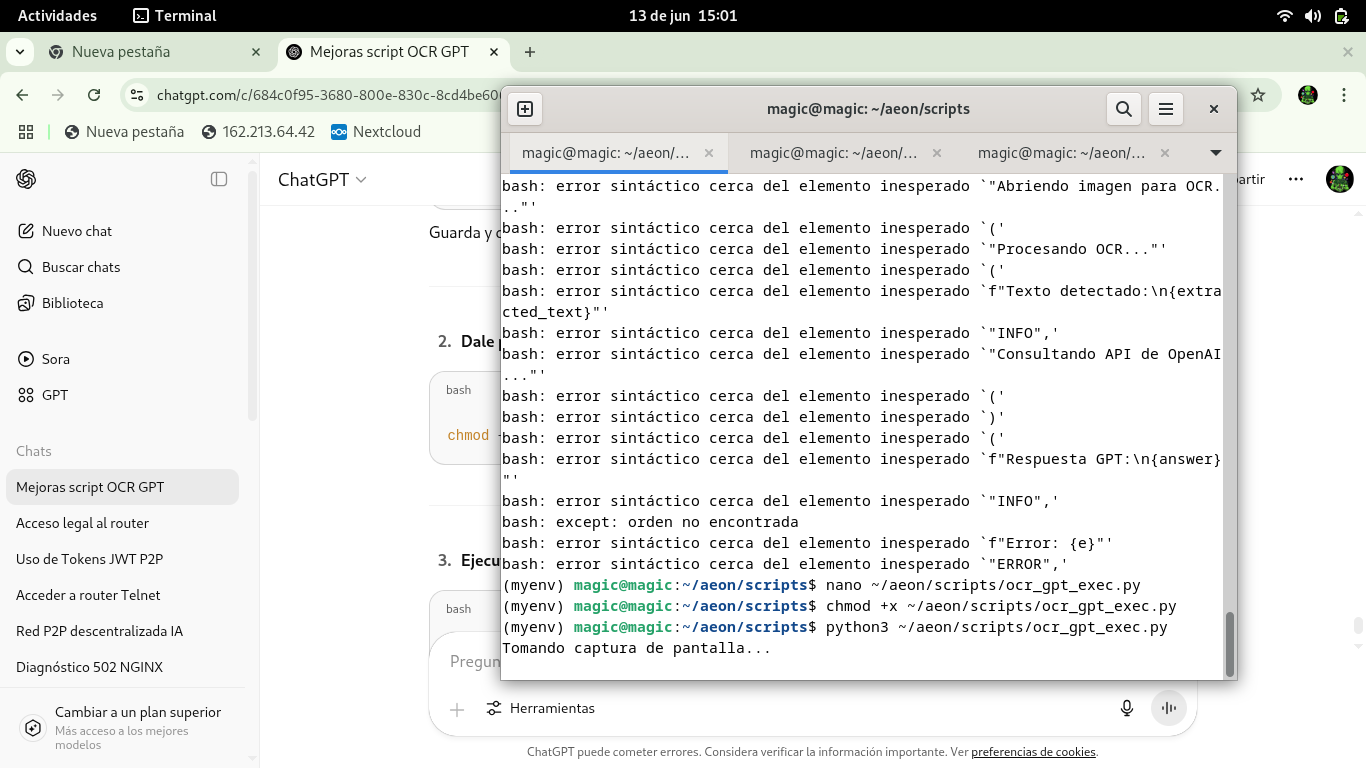 Actividades
Terminal
13 de jun 15:01
Nueva pestaña
Mejoras script OCR GPT
chatgpt.com/c/684c0f95-3680-800e-830c-8cd4be60
Nueva pestaña
162.213.64.42
Nextcloud
magic@magic: ~/aeon/scripts
magic@magic: ~/aeon/...
magic@magic: ~/aeon/...
magic@magic: ~/aeon/...
Nuevo chat
Buscar chats
Biblioteca
Sora
GPT
Chats
Mejoras script OCR GPT
Acceso legal al router
Uso de Tokens JWT P2P
Acceder a router Telnet
Red P2P descentralizada IA
Diagnóstico 502 NGINX
Cambiar a un plan superior
Más acceso a los mejores
modelos
ChatGPT
artir
Guarda y
2. Dale
bash
chmod
3. Ejecu
bash
bash: error sintáctico cerca del elemento inesperado `"Abriendo imagen para OCR.
.."'
bash: error sintáctico cerca del elemento inesperado `('
bash: error sintáctico cerca del elemento inesperado `"Procesando OCR..."'
bash: error sintáctico cerca del elemento inesperado `('
bash: error sintáctico cerca del elemento inesperado `f"Texto detectado:\n{extra
cted_text}"'
bash: error sintáctico cerca del elemento inesperado `"INFO",'
bash: error sintáctico cerca del elemento inesperado `"Consultando API de OpenAI
..."'
bash: error sintáctico cerca del elemento inesperado `('
bash: error sintáctico cerca del elemento inesperado `)'
bash: error sintáctico cerca del elemento inesperado `('
bash: error sintáctico cerca del elemento inesperado `f"Respuesta GPT:\n{answer}
"'
bash: error sintáctico cerca del elemento inesperado `"INFO",'
bash: except: orden no encontrada
bash: error sintáctico cerca del elemento inesperado `f"Error: {e}"'
bash: error sintáctico cerca del elemento inesperado `"ERROR",'
(myenv) magic@magic:~/aeon/scripts$ nano ~/aeon/scripts/ocr_gpt_exec.py
(myenv) magic@magic:~/aeon/scripts$ chmod +x ~/aeon/scripts/ocr_gpt_exec.py
(myenv) magic@magic:~/aeon/scripts$ python3 ~/aeon/scripts/ocr_gpt_exec.py
Tomando captura de pantalla...
Pregun
Herramientas
ChatGPT puede cometer errores. Considera verificar la información importante. Ver preferencias de cookies.